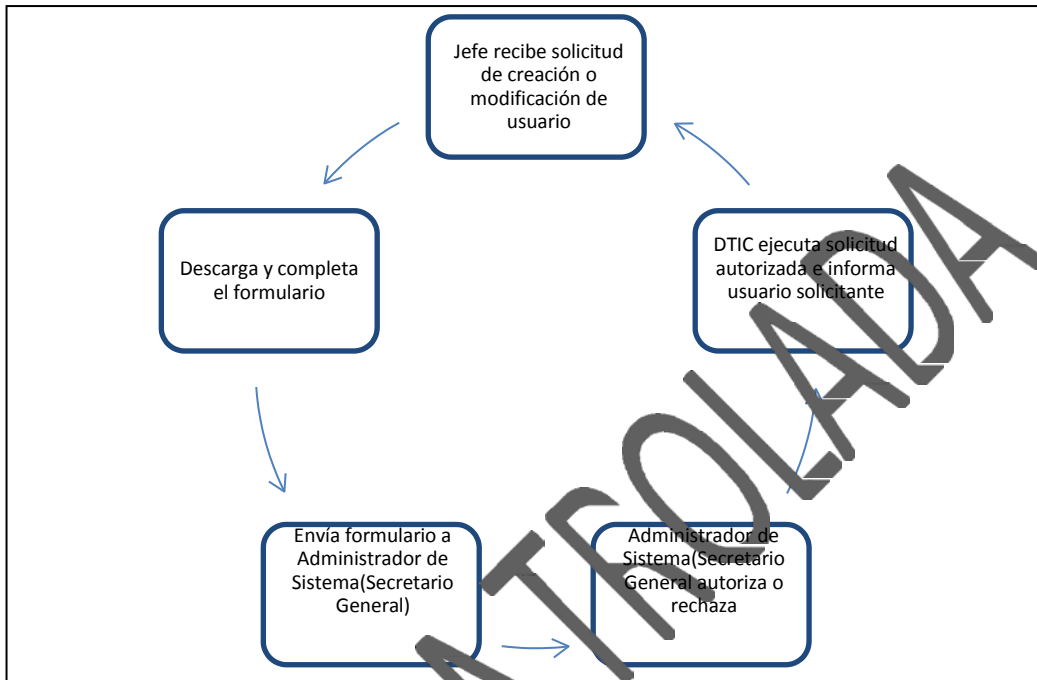 Jefe recibe solicitud
de creación o
modificación de
usuario
Descarga y completa
el formulario
DTIC ejecuta solicitud
autorizada e informa
usuario solicitante
Envía formulario a
Administrador de
Sistema(Secretario
General)
Administrador de
Sistema(Secretario
General autoriza o
rechaza
A TROLADA